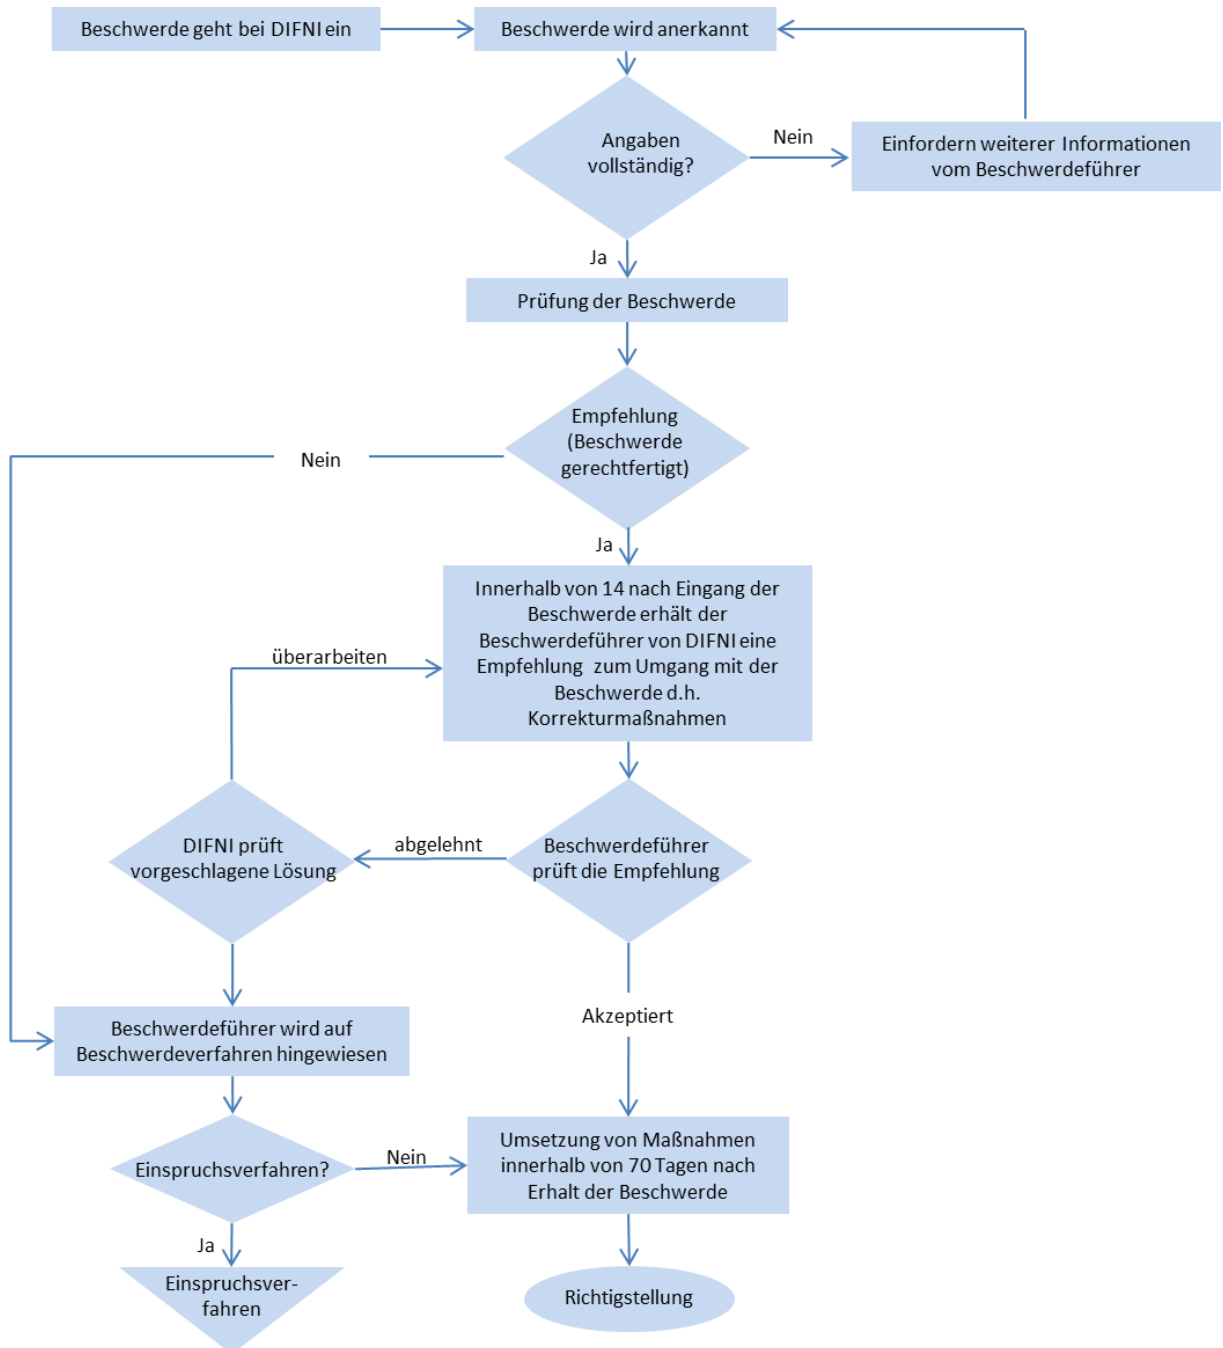 Beschwerde geht bei DIFNI ein
Beschwerde wird anerkannt
Angaben
vollständig?
Nein
Einfordern weiterer Informationen
vom Beschwerdeführer
Ja
Prüfung der Beschwerde
Empfehlung
(Beschwerde
gerechtfertigt)
Nein
Ja
Innerhalb von 14 nach Eingang der
Beschwerde erhält der
Beschwerdeführer von DIFNI eine
Empfehlung zum Umgang mit der
Beschwerde d.h.
Korrekturmaßnahmen
überarbeiten
DIFNI prüft
vorgeschlagene Lösung
abgelehnt
Beschwerdeführer
prüft die Empfehlung
Akzeptiert
Beschwerdeführer wird auf
Beschwerdeverfahren hingewiesen
Einspruchsverfahren?
Nein
Umsetzung von Maßnahmen
innerhalb von 70 Tagen nach
Erhalt der Beschwerde
Ja
Einspruchsver-
fahren
Richtigstellung